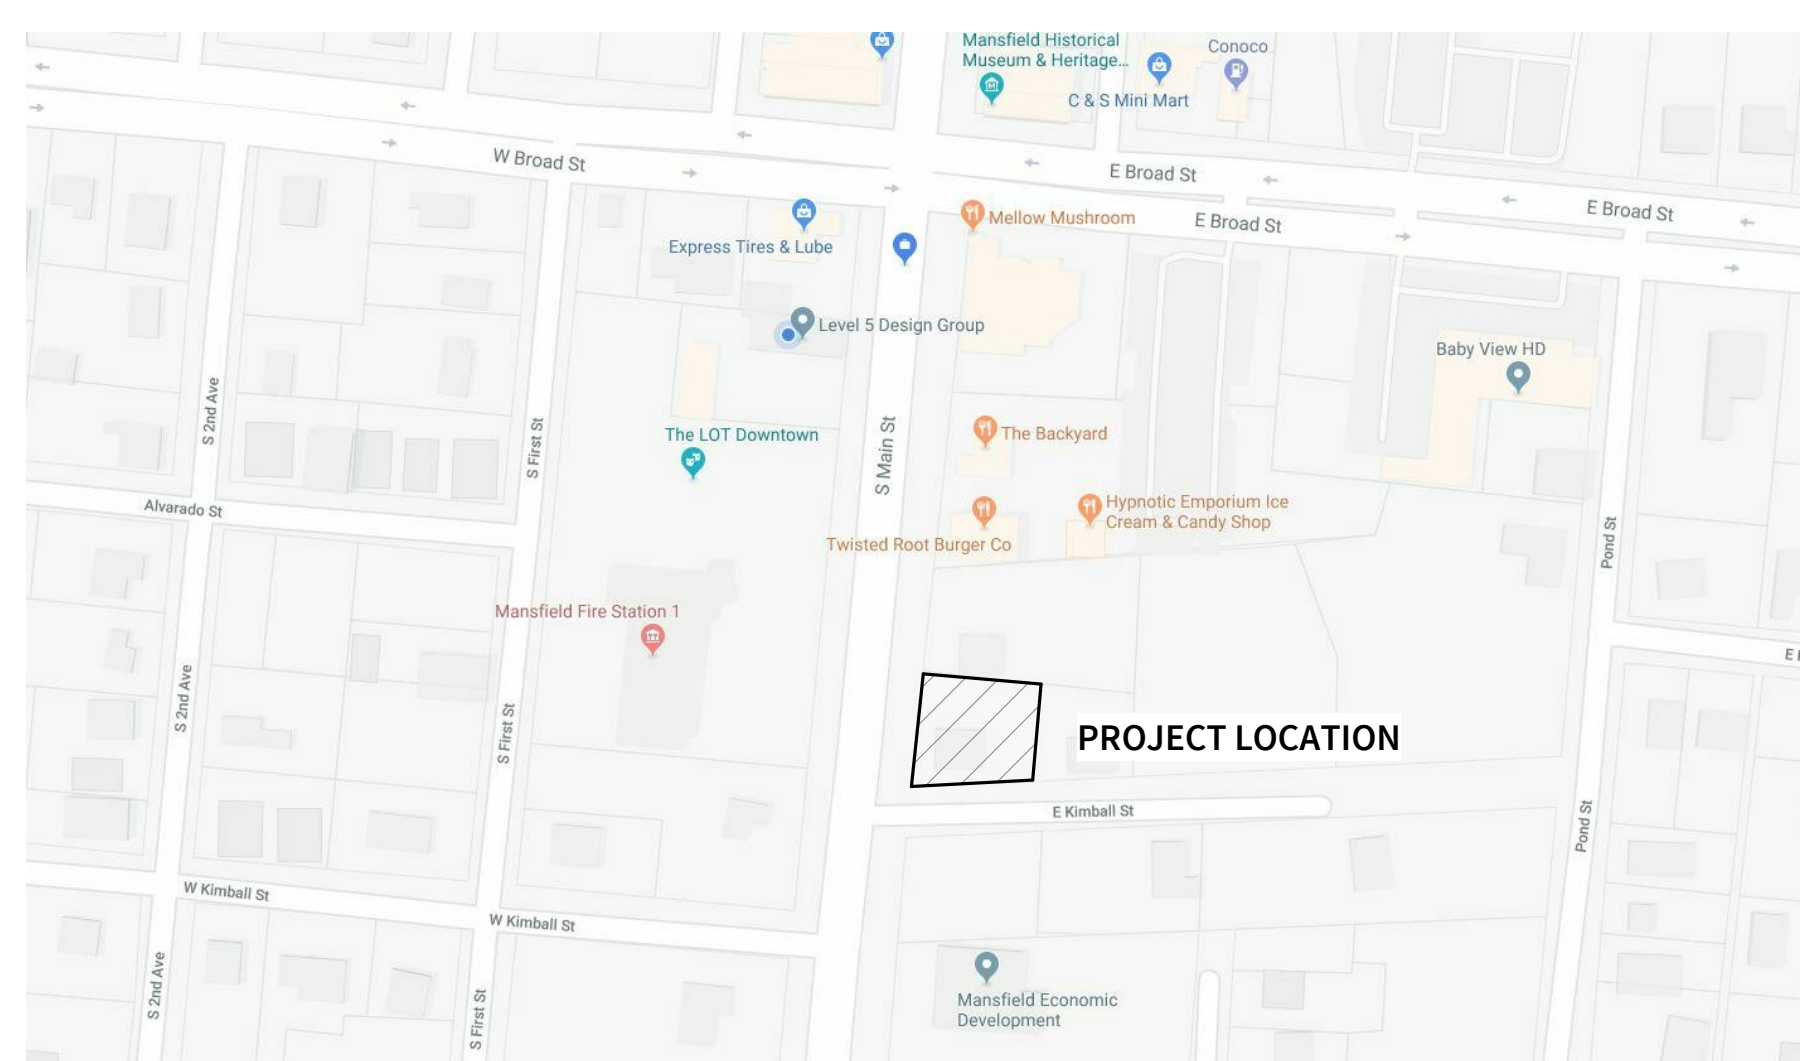 Mansfield Historical
Museum & Heritage...
Conoco
C & S Mini Mart
W Broad St
E Broad St
E Broad St
E Broad St
Mellow Mushroom
Express Tires & Lube
Level 5 Design Group
Baby View HD
S 2nd Ave
S First St
The LOT Downtown
S Main St
The Backyard
Alvarado St
Hypnotic Emporium Ice
Cream & Candy Shop
Twisted Root Burger Co
Pond St
Mansfield Fire Station 1
E
S 2nd Ave
S First St
PROJECT LOCATION
E Kimball St
Pond St
W Kimball St
W Kimball St
S 2nd Ave
S First St
Mansfield Economic
Development